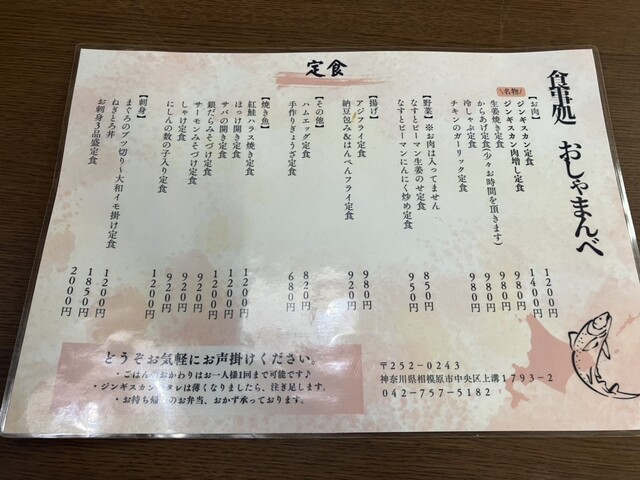 定食
食事処 おしゃまんべ
【お肉】
\名物/
ジンギスカン定食 1200円
ジンギスカン肉増し定食 1400円
生姜焼き定食 980円
からあげ定食(少々お時間を頂きます) 980円
冷しゃぶ定食 980円
チキンのガーリック定食 980円
【野菜】※お肉は入ってません
なすとピーマン生姜のせ定食 850円
なすとピーマンにんにく炒め定食 950円
【揚げ】
アジフライ定食 980円
納豆包み&はんぺんフライ定食 920円
【その他】
ハムエッグ定食 820円
手作りぎょうざ定食 680円
【焼き魚】
紅鮭ハラス焼き定食 1200円
ほっけ開き定食 1200円
サバの開き定食 1200円
銀だらみそづけ定食 1200円
サーモンみそづけ定食 920円
しゃけ定食 920円
にしんの数の子入り定食 1200円
【刺身】
まぐろのブツ切り~大和イモ掛け定食 1200円
ねぎとろ丼 1850円
お刺身3品盛定食 2000円
どうぞお気軽にお声掛けください。
・ごはんのおかわりはお一人様1回まで可能です♪
・ジンギスカンのタレは薄くなりましたら、注ぎ足します。
・お持ち帰りのお弁当、おかず承っております。
〒252-0243
神奈川県相模原市中央区上溝1793-2
042-757-5182